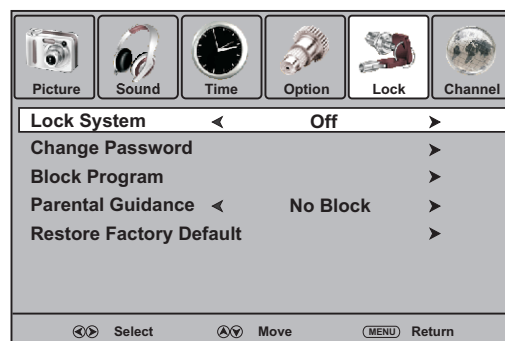 Picture Sound Time Option Lock Channel
Lock System Off
Change Password
Block Program
Parental Guidance No Block
Restore Factory Default
Select Move MENU Return